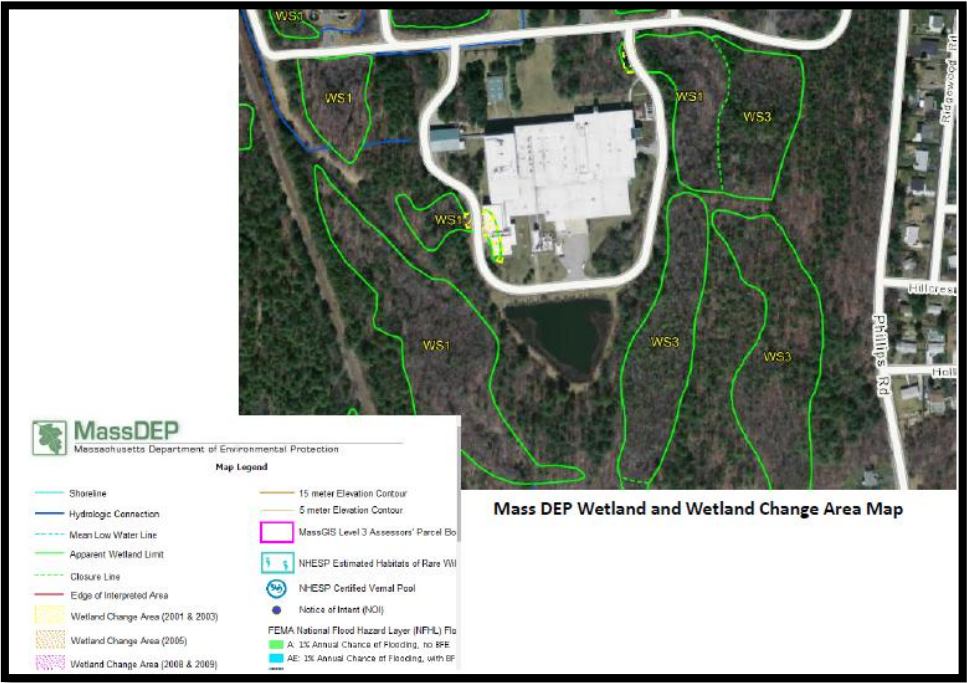 WS1
WS1
WS1
WS3
WS1
WS1
WS3
WS3
Ridgewood Rd
Hillcres
Phillips Rd
Holl
MassDEP
Massachusetts Department of Environmental Protection
Map Legend
Shoreline
Hydrologic Connection
Mean Low Water Line
Apparent Wetland Limit
Closure Line
Edge of Interpreted Area
Wetland Change Area (2001 & 2003)
Wetland Change Area (2005)
Wetland Change Area (2008 & 2009)
15 meter Elevation Contour
5 meter Elevation Contour
MassGIS Level 3 Assessors' Parcel Bo
NHESP Estimated Habitats of Rare Wil
NHESP Certified Vernal Pool
Notice of Intent (NOI)
FEMA National Flood Hazard Layer (NFHL) Flo
A: 1% Annual Chance of Flooding, no BFE
AE: 1% Annual Chance of Flooding, with BF
Mass DEP Wetland and Wetland Change Area Map